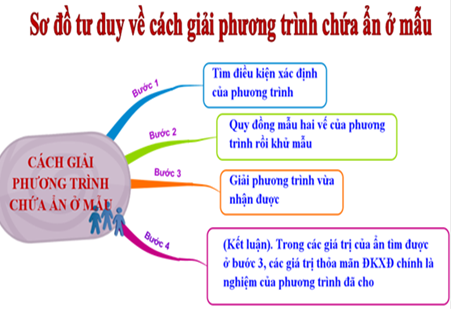 Sơ đồ tư duy về cách giải phương trình chứa ẩn ở mẫu
Bước 1
Tìm điều kiện xác định
của phương trình
Bước 2
Quy đồng mẫu hai vế của phương
trình rồi khử mẫu
CÁCH GIẢI
PHƯƠNG TRÌNH
CHỨA ẨN Ở MẪU
Bước 3
Giải phương trình vừa
nhận được
Bước 4
(Kết luận). Trong các giá trị của ẩn tìm được
ở bước 3, các giá trị thỏa mãn ĐKXĐ chính là
nghiệm của phương trình đã cho